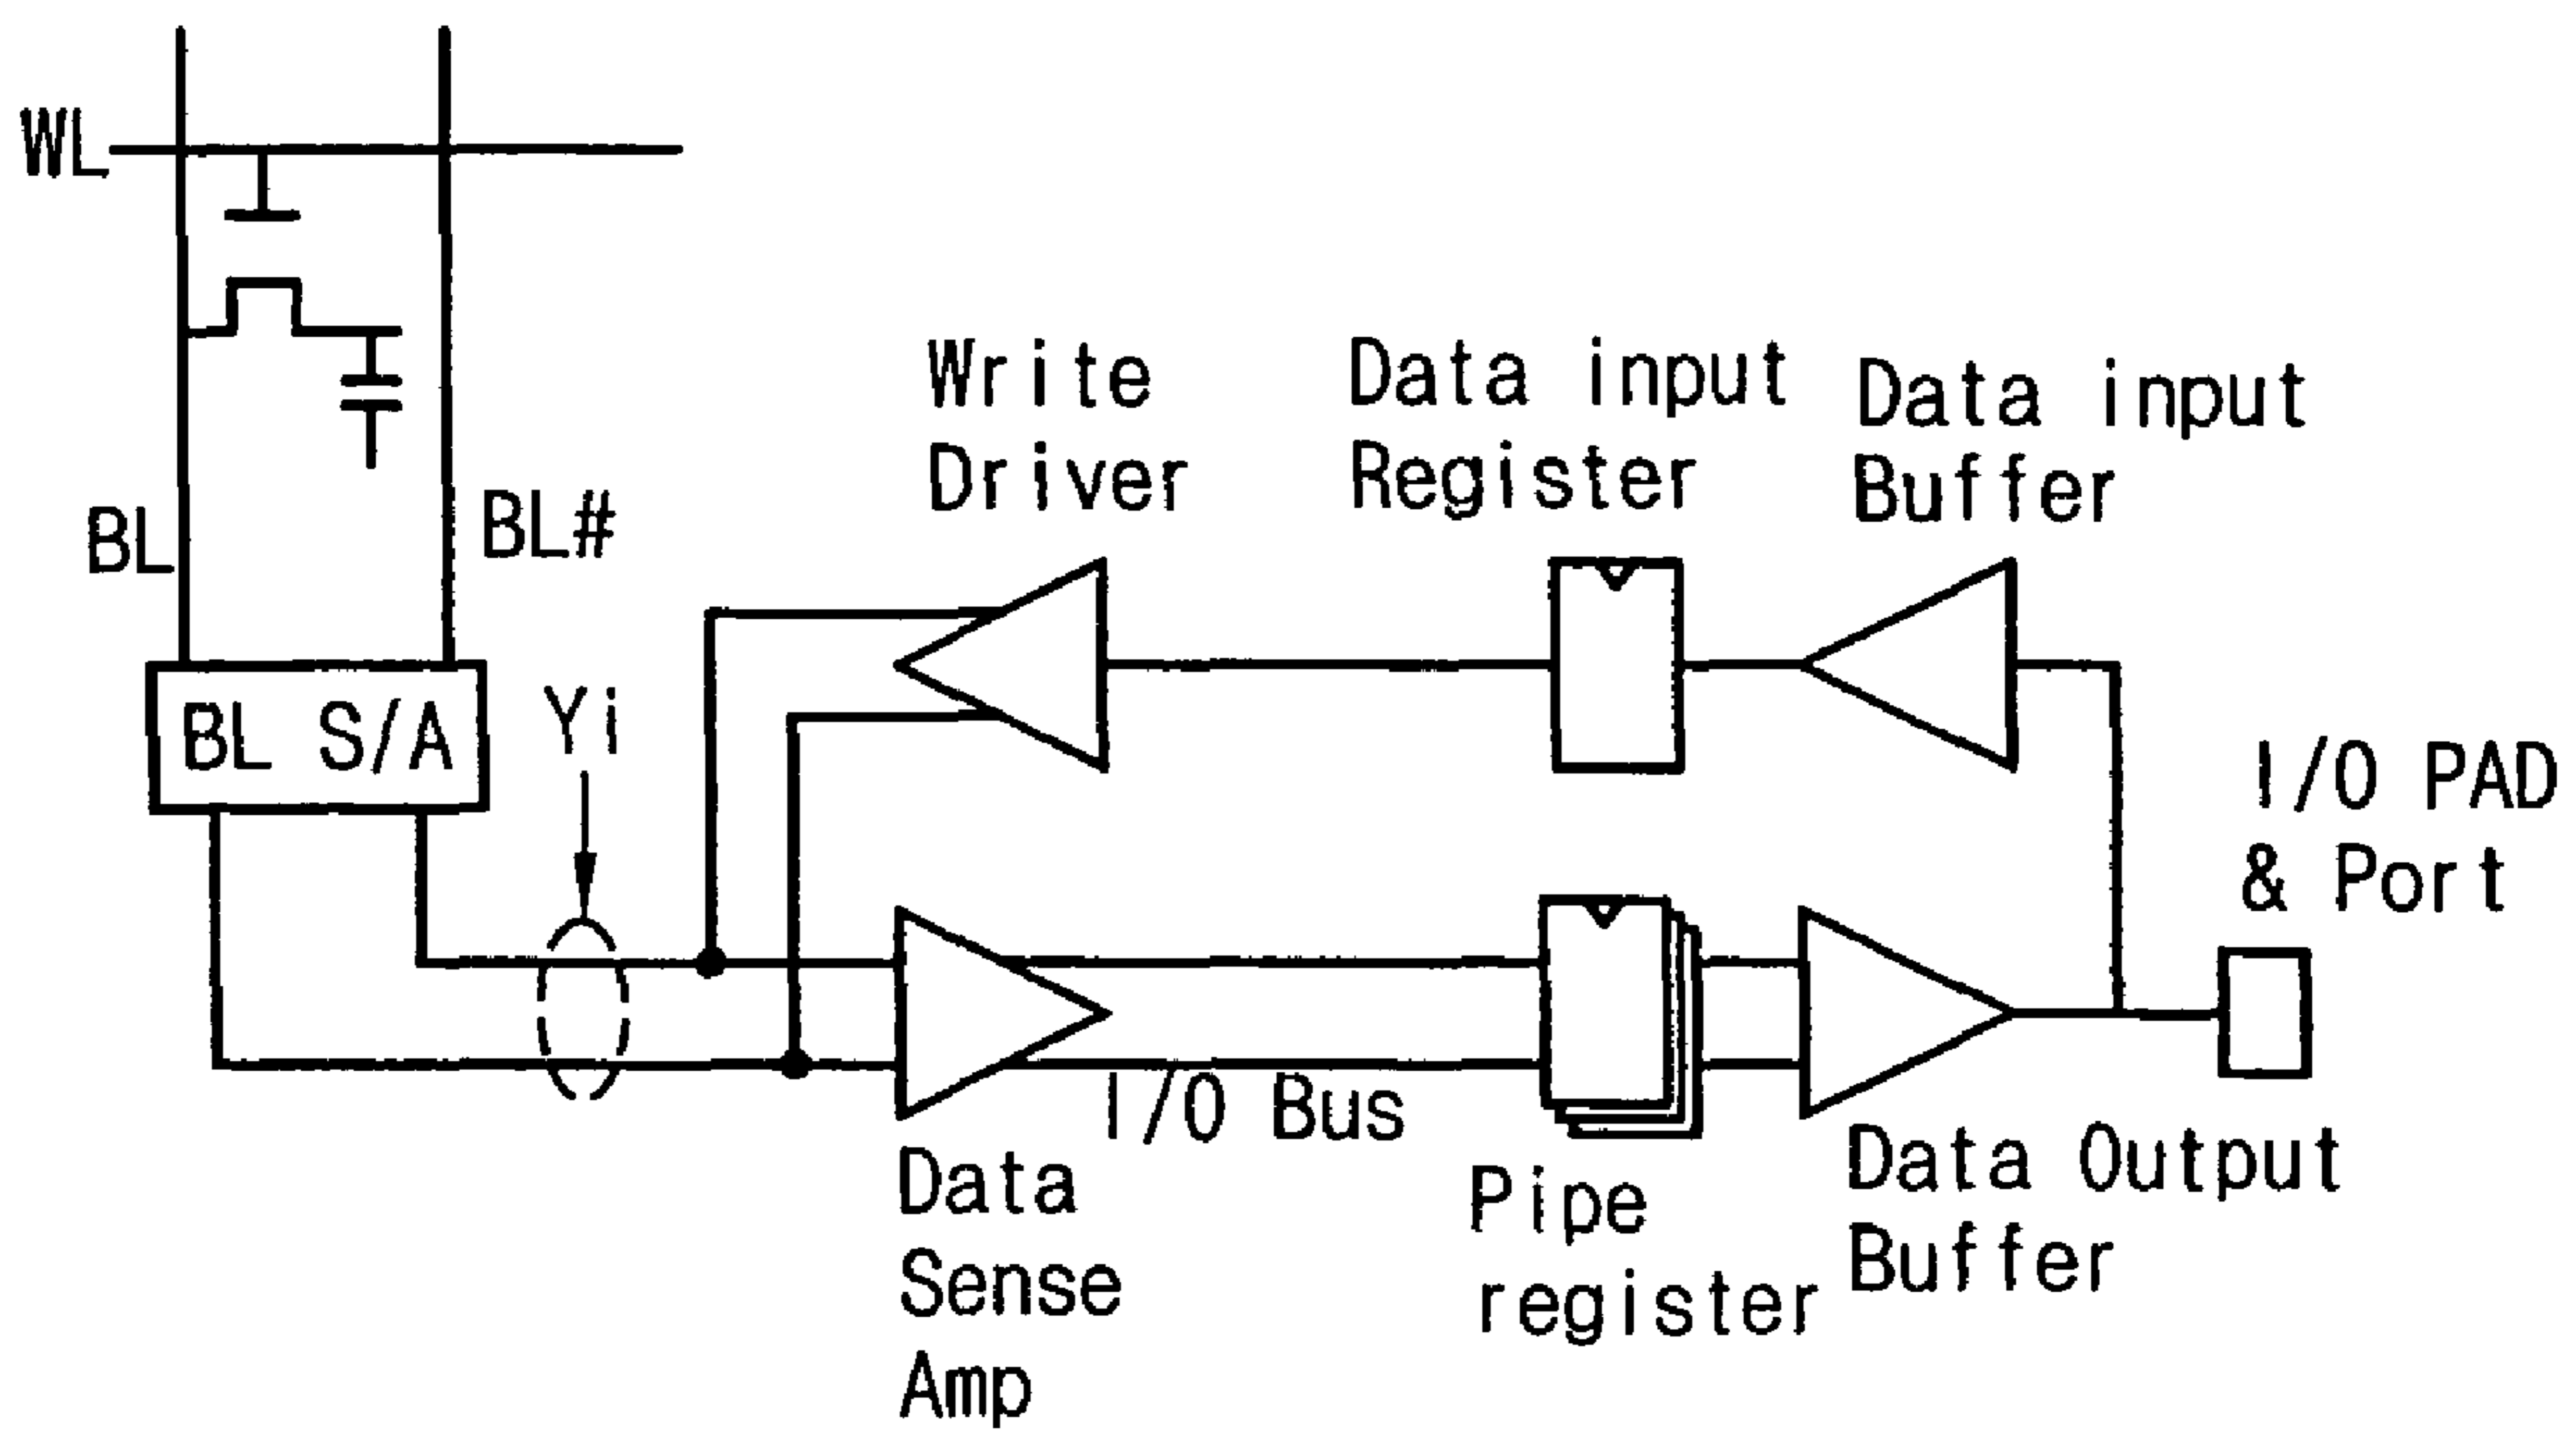 WL
BL
BL#
BL S/A
Yi
Write
Driver
Data input
Register
Data input
Buffer
I/O PAD
& Port
I/O Bus
Data
Sense
Amp
Pipe
register
Data Output
Buffer